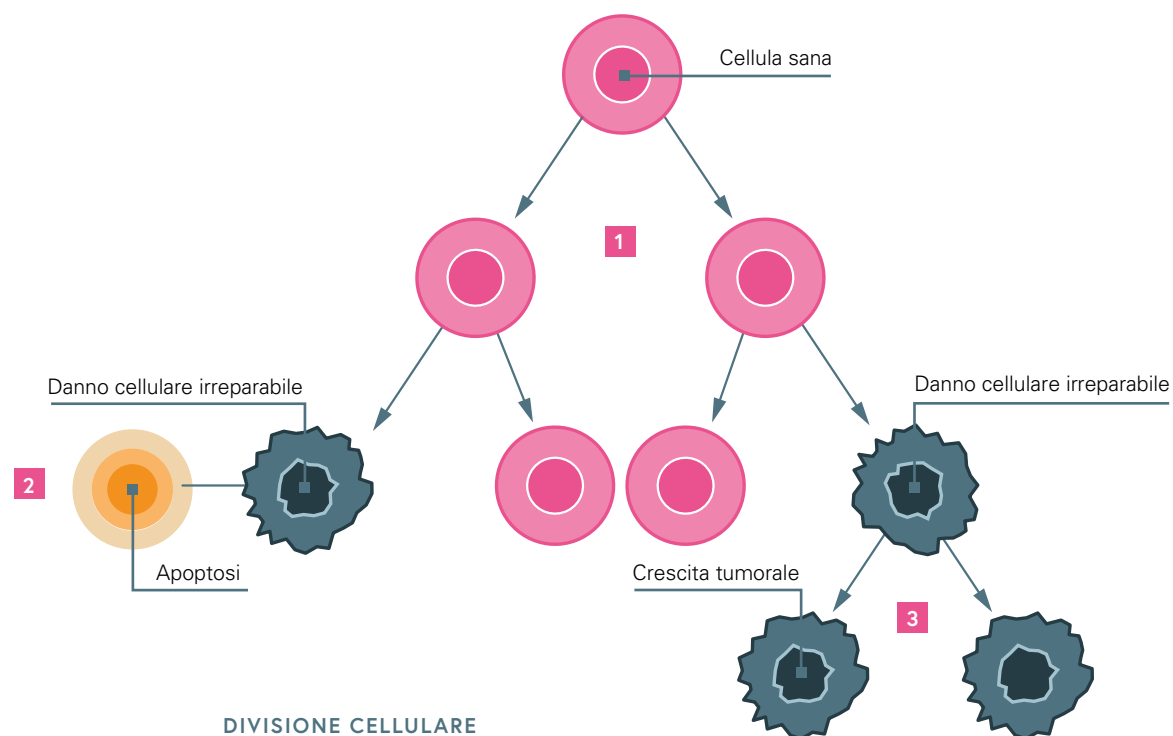 Cellula sana
1
Danno cellulare irreparabile
Danno cellulare irreparabile
2
Apoptosi
Crescita tumorale
3
DIVISIONE CELLULARE